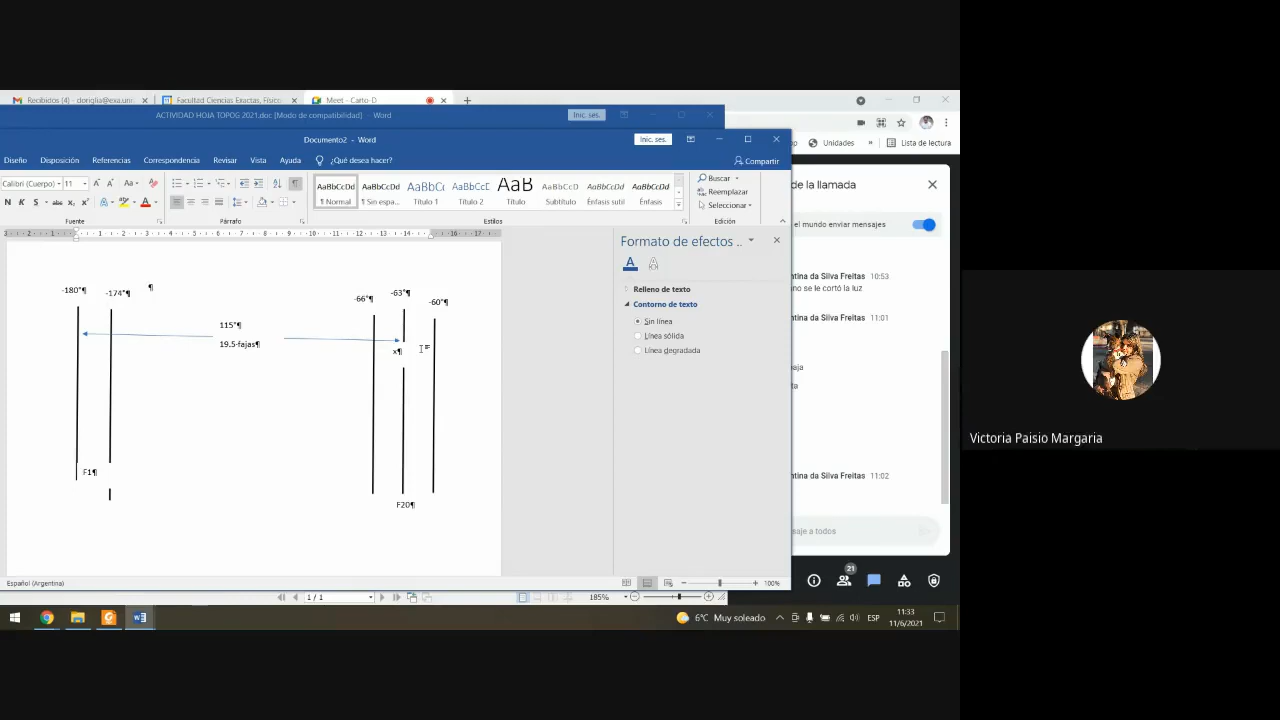 Recibidos (4) - doriglia@exa.un
Facultad Ciencias Exactas, Físico
Meet - Carto-D
ACTIVIDAD HOJA TOPOG 2021.doc [Modo de compatibilidad] - Word
Inic. ses.
Documento2 - Word
Inic. ses.
Unidades
Lista de lectura
Diseño
Disposición
Referencias
Correspondencia
Revisar
Vista
Ayuda
¿Qué desea hacer?
Compartir
Calibri (Cuerpo)
11
AaBbCcDd
AaBbCcDd
AaBbCc
AaBbCcD
AaB
AaBbCcD
AaBbCcDd
AaBbCcDd
¶ Normal
¶ Sin espa...
Título 1
Título 2
Título
Subtítulo
Énfasis sutil
Énfasis
Buscar
Reemplazar
Seleccionar
Fuente
Párrafo
Estilos
Edición
de la llamada
el mundo enviar mensajes
Formato de efectos ..
Relleno de texto
Contorno de texto
Sin línea
Línea sólida
Línea degradada
-180°¶
-174°¶
¶
-66°¶
-63°¶
-60°¶
115°¶
19.5·fajas¶
x¶
F1¶
F20¶
ntina da Silva Freitas 10:53
no se le cortó la luz
ntina da Silva Freitas 11:01
aja
ta
ntina da Silva Freitas 11:02
saje a todos
21
Español (Argentina)
100%
1 / 1
185%
6°C Muy soleado
ESP
11:33
11/6/2021
Victoria Paisio Margaria